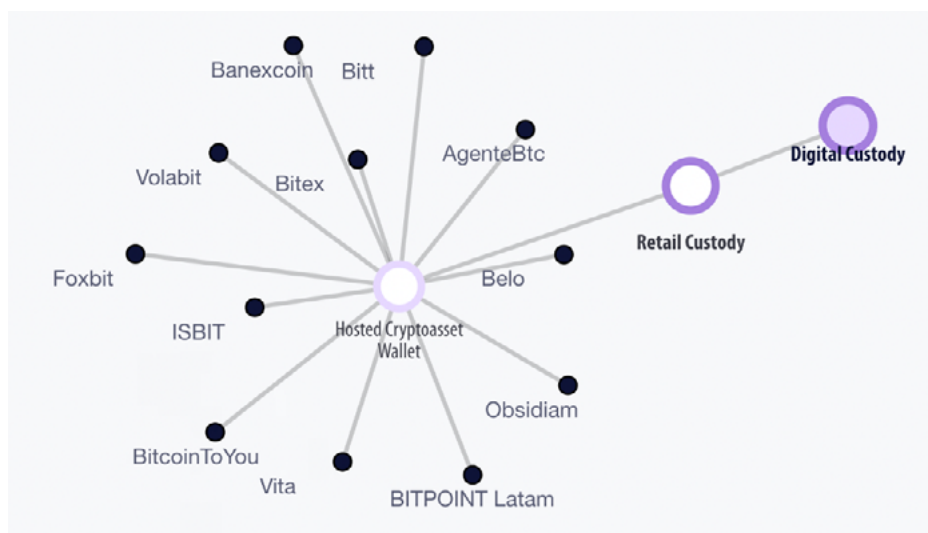 Banexcoin
Bitt
AgenteBtc
Digital Custody
Volabit
Bitex
Retail Custody
Foxbit
Belo
ISBIT
Hosted Cryptoasset
Wallet
Obsidiam
BitcoinToYou
Vita
BITPOINT Latam